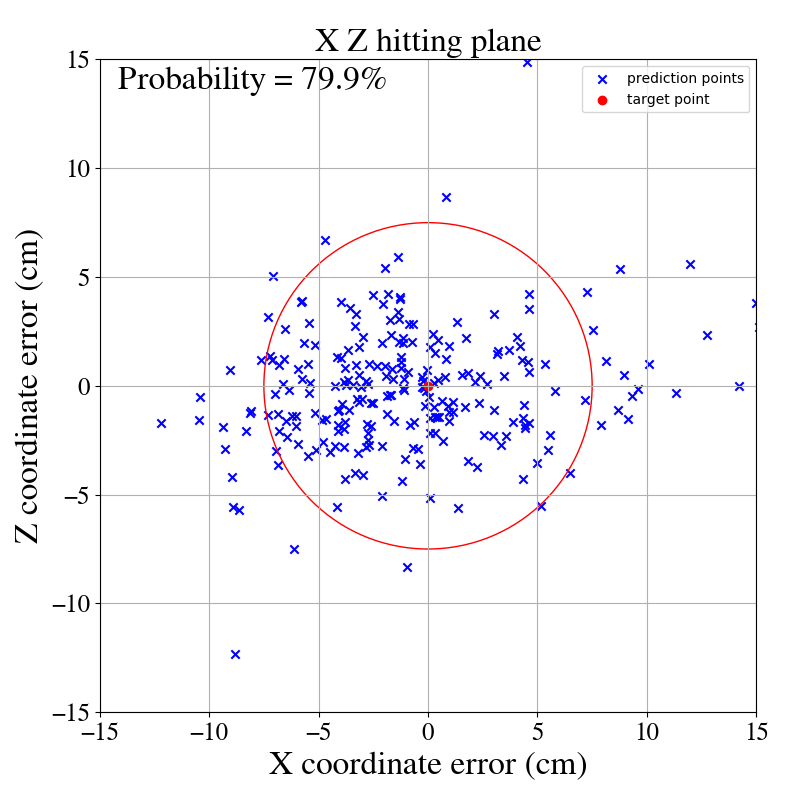 X Z hitting plane
Probability = 79.9%
prediction points
target point
15
10
5
0
−5
−10
−15
Z coordinate error (cm)
−15
−10
−5
0
5
10
15
X coordinate error (cm)